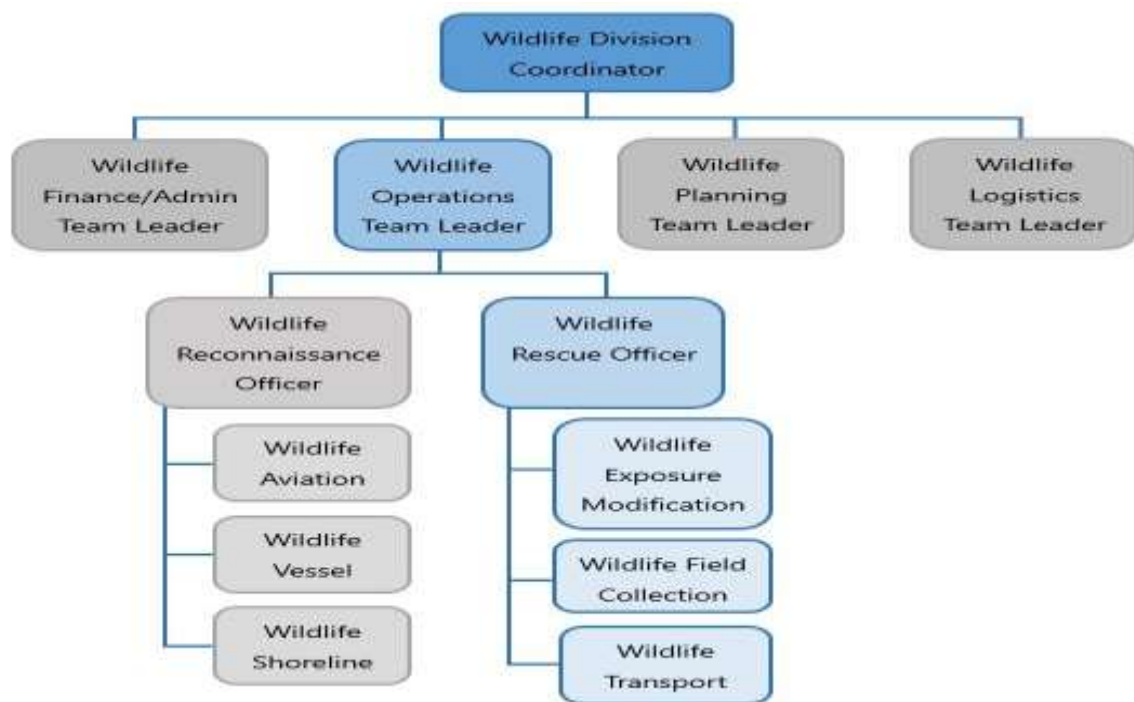 Wildlife Division
Coordinator
Wildlife
Finance/Admin
Team Leader
Wildlife
Operations
Team Leader
Wildlife
Planning
Team Leader
Wildlife
Logistics
Team Leader
Wildlife
Reconnaissance
Officer
Wildlife
Rescue Officer
Wildlife
Aviation
Wildlife
Vessel
Wildlife
Shoreline
Wildlife
Exposure
Modification
Wildlife Field
Collection
Wildlife
Transport